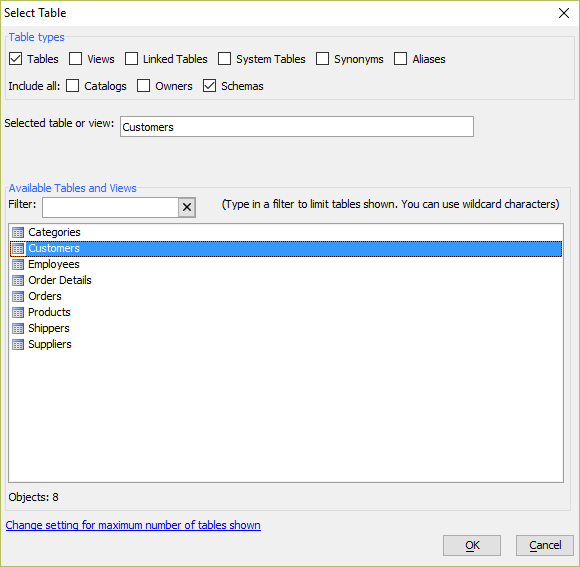 Select Table
Table types
Tables Views Linked Tables System Tables Synonyms Aliases
Include all: Catalogs Owners Schemas
Selected table or view: Customers
Available Tables and Views
Filter: (Type in a filter to limit tables shown. You can use wildcard characters)
Categories
Customers
Employees
Order Details
Orders
Products
Shippers
Suppliers
Objects: 8
Change setting for maximum number of tables shown
OK Cancel